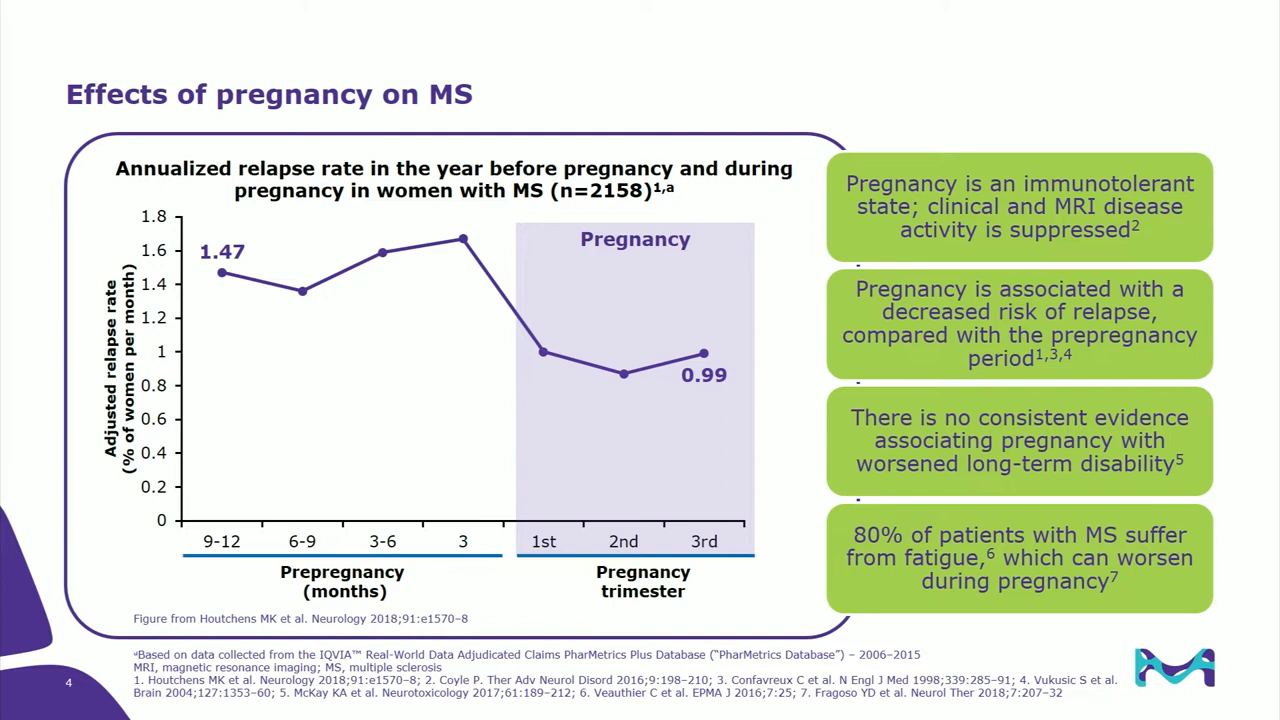 Effects of pregnancy on MS
Annualized relapse rate in the year before pregnancy and during
pregnancy in women with MS (n=2158)1,a
Adjusted relapse rate
(% of women per month)
1.8
1.6
1.4
1.2
1
0.8
0.6
0.4
0.2
0
1.47
Pregnancy
0.99
9-12 6-9 3-6 3 1st 2nd 3rd
Prepregnancy
(months)
Pregnancy
trimester
Figure from Houtchens MK et al. Neurology 2018;91:e1570–8
Pregnancy is an immunotolerant
state; clinical and MRI disease
activity is suppressed2
Pregnancy is associated with a
decreased risk of relapse,
compared with the prepregnancy
period1,3,4
There is no consistent evidence
associating pregnancy with
worsened long-term disability5
80% of patients with MS suffer
from fatigue,6 which can worsen
during pregnancy7
aBased on data collected from the IQVIA™ Real-World Data Adjudicated Claims PharMetrics Plus Database (“PharMetrics Database”) – 2006–2015
MRI, magnetic resonance imaging; MS, multiple sclerosis
1. Houtchens MK et al. Neurology 2018;91:e1570–8; 2. Coyle P. Ther Adv Neurol Disord 2016;9:198–210; 3. Confavreux C et al. N Engl J Med 1998;339:285–91; 4. Vukusic S et al.
Brain 2004;127:1353–60; 5. McKay KA et al. Neurotoxicology 2017;61:189–212; 6. Veauthier C et al. EPMA J 2016;7:25; 7. Fragoso YD et al. Neurol Ther 2018;7:207–32
4
M